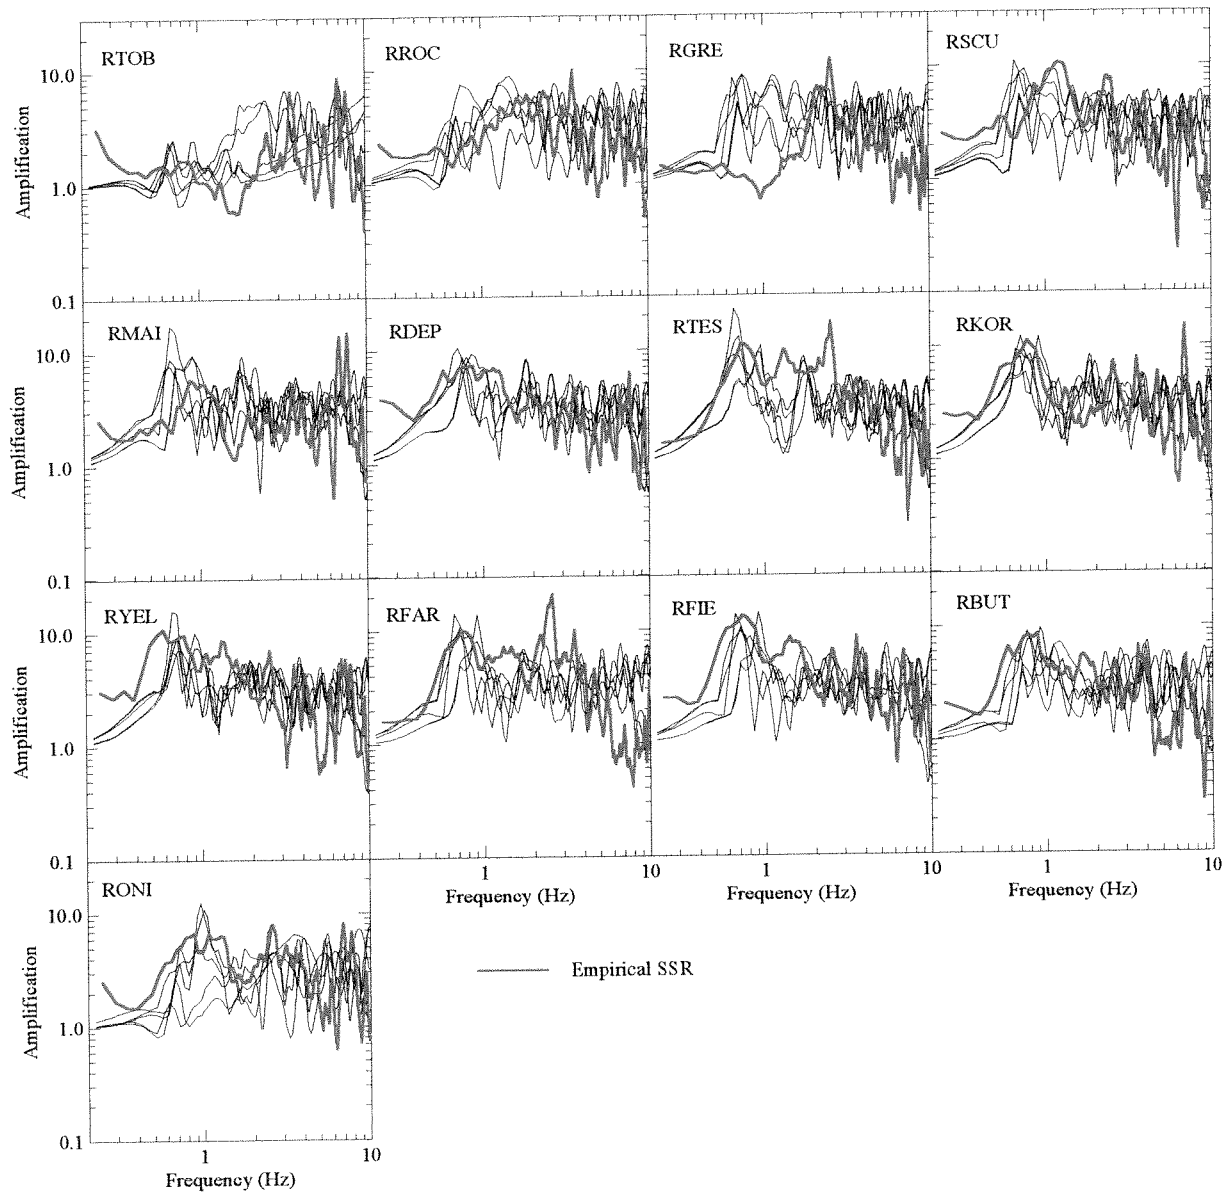 RTOB
RROC
RGRE
RSCU
10.0
1.0
0.1
Amplification
RMAI
RDEP
RTES
RKOR
10.0
1.0
0.1
Amplification
RYEL
RFAR
RFIE
RBUT
10.0
1.0
0.1
Amplification
1 10
1 10
1 10
Frequency (Hz)
Frequency (Hz)
Frequency (Hz)
RONI
10.0
1.0
0.1
Amplification
1 10
Frequency (Hz)
Empirical SSR